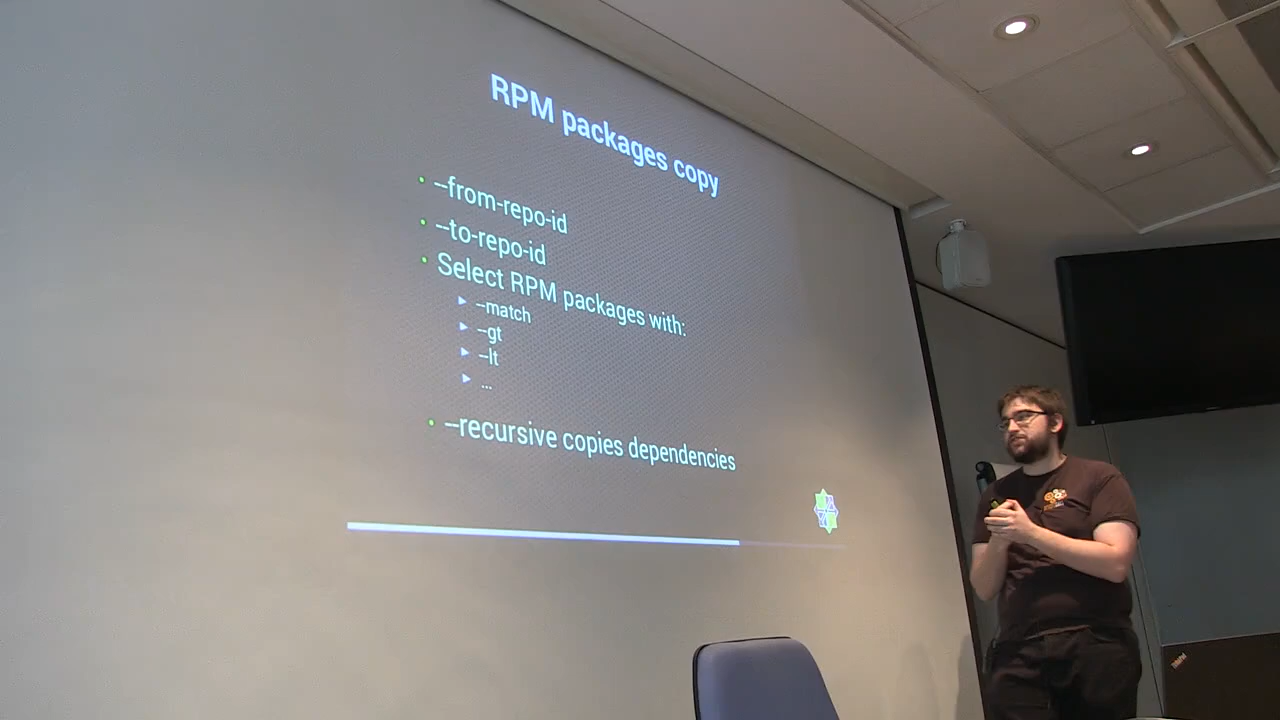 RPM packages copy
–from-repo-id
–to-repo-id
Select RPM packages with:
–match
–gt
–lt
...
–recursive copies dependencies